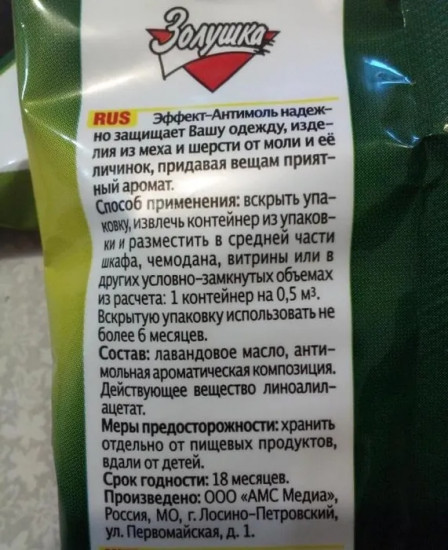 Золушка
RUS Эффект-Антимоль надеж-
но защищает Вашу одежду, изде-
лия из меха и шерсти от моли и её
личинок, придавая вещам прият-
ный аромат.
Способ применения: вскрыть упа-
ковку, извлечь контейнер из упаков-
ки и разместить в средней части
шкафа, чемодана, витрины или в
других условно-замкнутых объемах
из расчета: 1 контейнер на 0,5 м³.
Вскрытую упаковку использовать не
более 6 месяцев.
Состав: лавандовое масло, анти-
мольная ароматическая композиция.
Действующее вещество линоалил-
ацетат.
Меры предосторожности: хранить
отдельно от пищевых продуктов,
вдали от детей.
Срок годности: 18 месяцев.
Произведено: ООО «АМС Медиа»,
Россия, МО, г. Лосино-Петровский,
ул. Первомайская, д. 1.